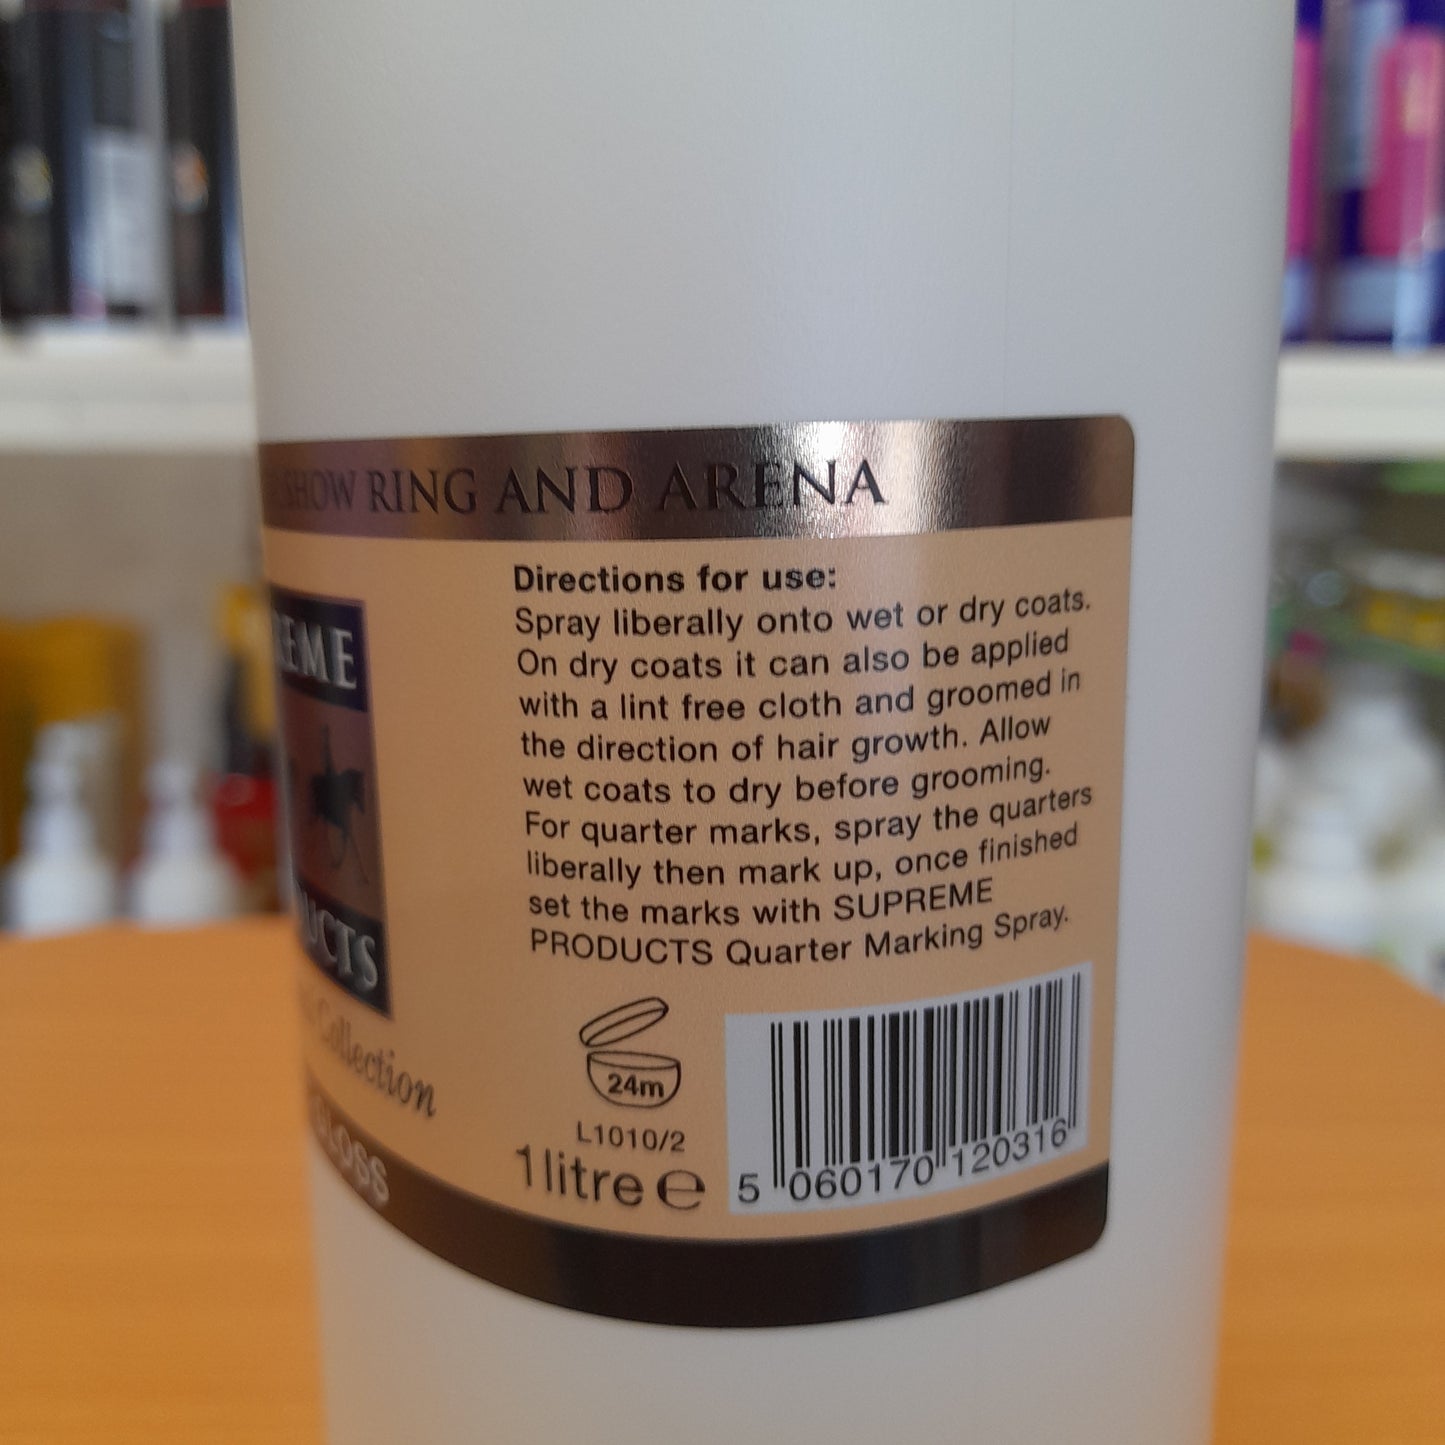 SHOW RING AND ARENA
Directions for use:
Spray liberally onto wet or dry coats.
On dry coats it can also be applied
with a lint free cloth and groomed in
the direction of hair growth. Allow
wet coats to dry before grooming.
For quarter marks, spray the quarters
liberally then mark up, once finished
set the marks with SUPREME
PRODUCTS Quarter Marking Spray.
EME
UCTS
Collection
GLOSS
24m
L1010/2
1litre e
5 060170 120316